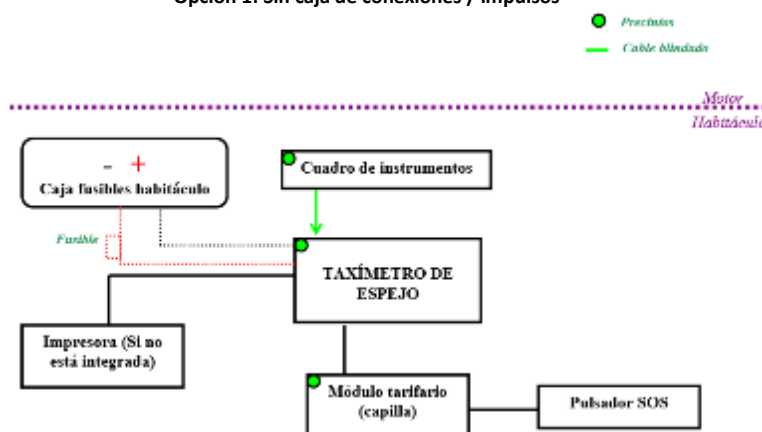 Opción 1: Sin caja de conexiones / impulsos
Precintos
Cable blindado
Motor
Habitáculo
- +
Caja fusibles habitáculo
Cuadro de instrumentos
Fusible
TAXÍMETRO DE
ESPEJO
Impresora (Si no
está integrada)
Módulo tarifario
(capilla)
Pulsador SOS